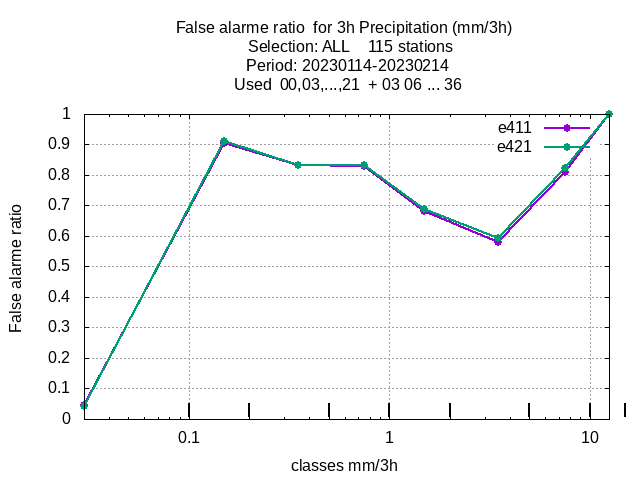 False alarme ratio  for 3h Precipitation (mm/3h)
Selection: ALL    115 stations
Period: 20230114-20230214
Used  00,03,...,21  + 03 06 ... 36
e411
e421
1
0.9
0.8
0.7
0.6
0.5
0.4
0.3
0.2
0.1
0
False alarme ratio
0.1
1
10
classes mm/3h